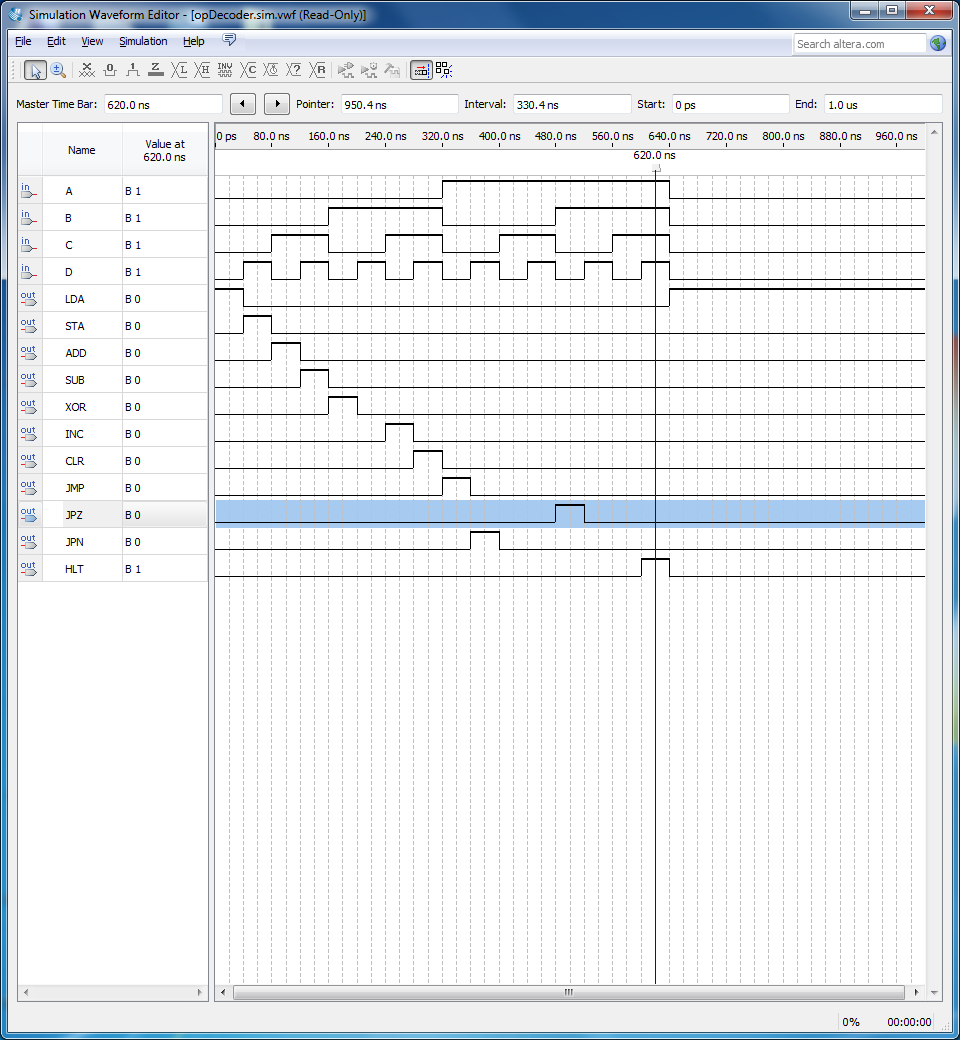 Simulation Waveform Editor - [opDecoder.sim.vwf (Read-Only)]
File Edit View Simulation Help
Search altera.com
Master Time Bar: 620.0 ns Pointer: 950.4 ns Interval: 330.4 ns Start: 0 ps End: 1.0 us
Name Value at 620.0 ns
0 ps 80.0 ns 160.0 ns 240.0 ns 320.0 ns 400.0 ns 480.0 ns 560.0 ns 640.0 ns 720.0 ns 800.0 ns 880.0 ns 960.0 ns
620.0 ns
in A B 1
in B B 1
in C B 1
in D B 1
out LDA B 0
out STA B 0
out ADD B 0
out SUB B 0
out XOR B 0
out INC B 0
out CLR B 0
out JMP B 0
out JPZ B 0
out JPN B 0
out HLT B 1
0% 00:00:00